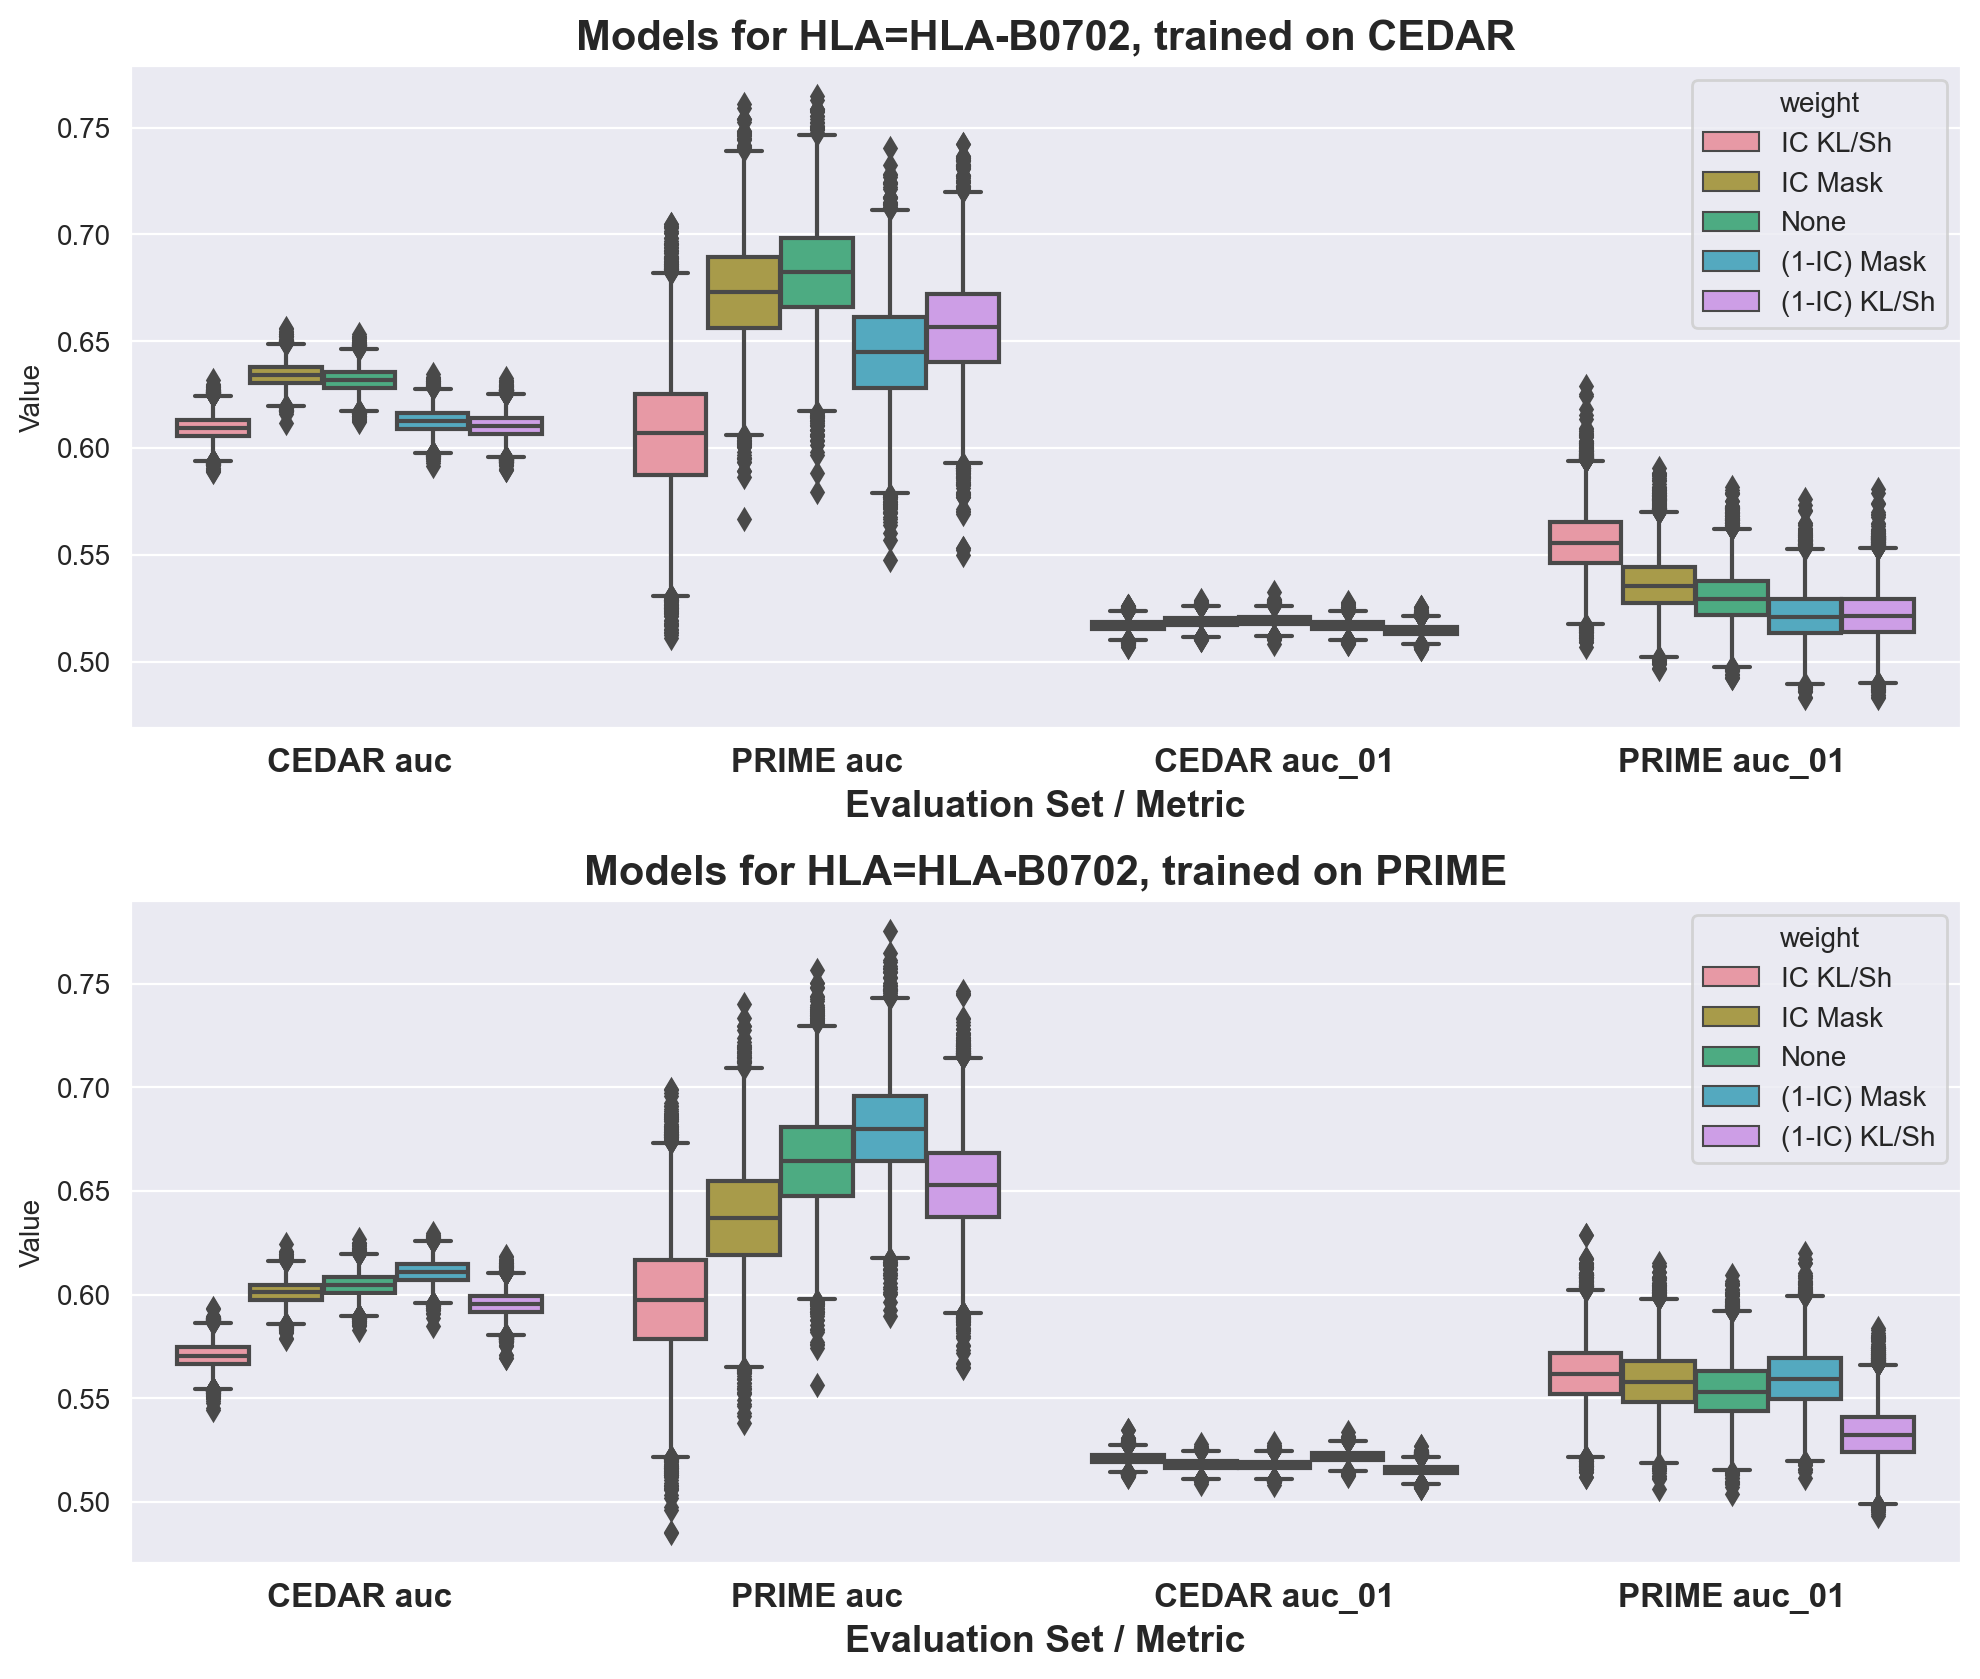 Models for HLA=HLA-B0702, trained on CEDAR
weight
IC KL/Sh
IC Mask
None
(1-IC) Mask
(1-IC) KL/Sh
0.75
0.70
0.65
0.60
0.55
0.50
Value
CEDAR auc PRIME auc CEDAR auc_01 PRIME auc_01
Evaluation Set / Metric
Models for HLA=HLA-B0702, trained on PRIME
weight
IC KL/Sh
IC Mask
None
(1-IC) Mask
(1-IC) KL/Sh
0.75
0.70
0.65
0.60
0.55
0.50
Value
CEDAR auc PRIME auc CEDAR auc_01 PRIME auc_01
Evaluation Set / Metric